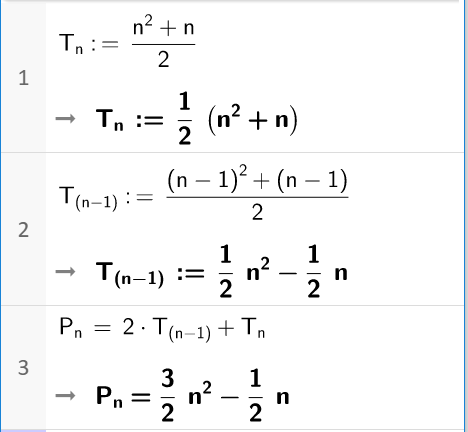 1
Tₙ := (n² + n)/2
→ Tₙ := 1/2 (n² + n)
2
T₍ₙ₋₁₎ := ((n − 1)² + (n − 1))/2
→ T₍ₙ₋₁₎ := 1/2 n² − 1/2 n
3
Pₙ = 2 · T₍ₙ₋₁₎ + Tₙ
→ Pₙ = 3/2 n² − 1/2 n